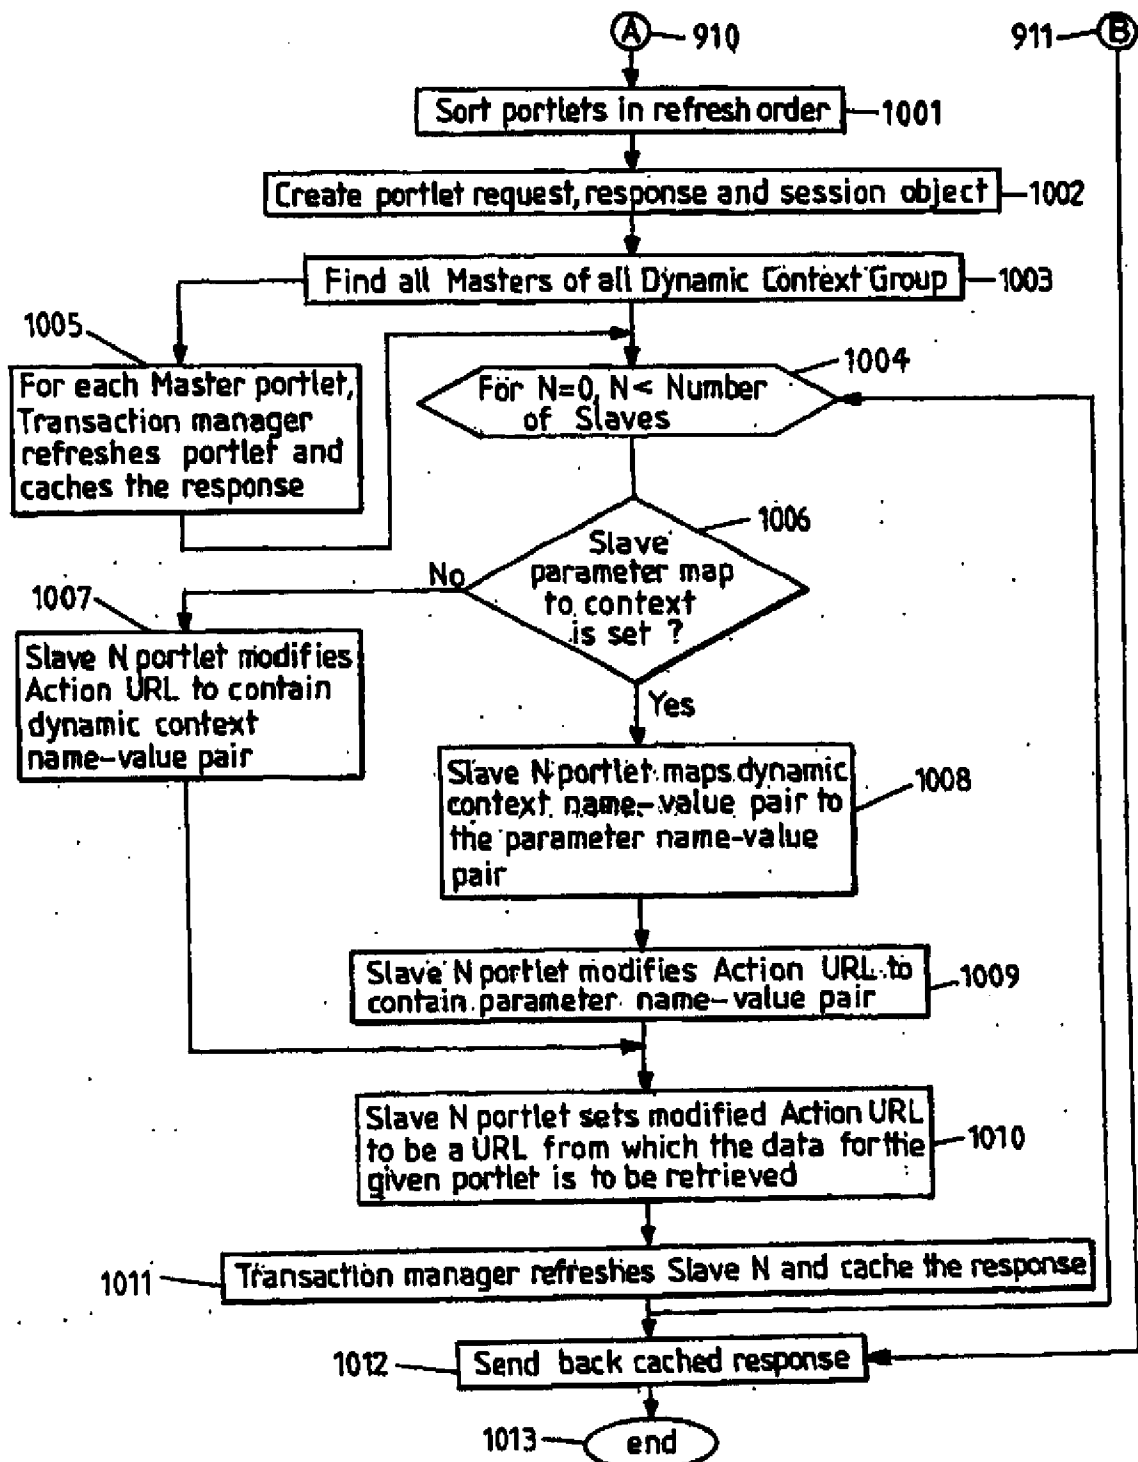 A
910
911
B
Sort portlets in refresh order
1001
Create portlet request, response and session object
1002
Find all Masters of all Dynamic Context Group
1003
1005
For each Master portlet,
Transaction manager
refreshes portlet and
caches the response
1004
For N=0, N < Number
of Slaves
1006
Slave
parameter map
to context
is set ?
No
Yes
1007
Slave N portlet modifies
Action URL to contain
dynamic context
name-value pair
Slave N portlet maps dynamic
context name-value pair to
the parameter name-value
pair
1008
Slave N portlet modifies Action URL to
contain parameter name-value pair
1009
Slave N portlet sets modified Action URL
to be a URL from which the data for the
given portlet is to be retrieved
1010
1011
Transaction manager refreshes Slave N and cache the response
1012
Send back cached response
1013
end